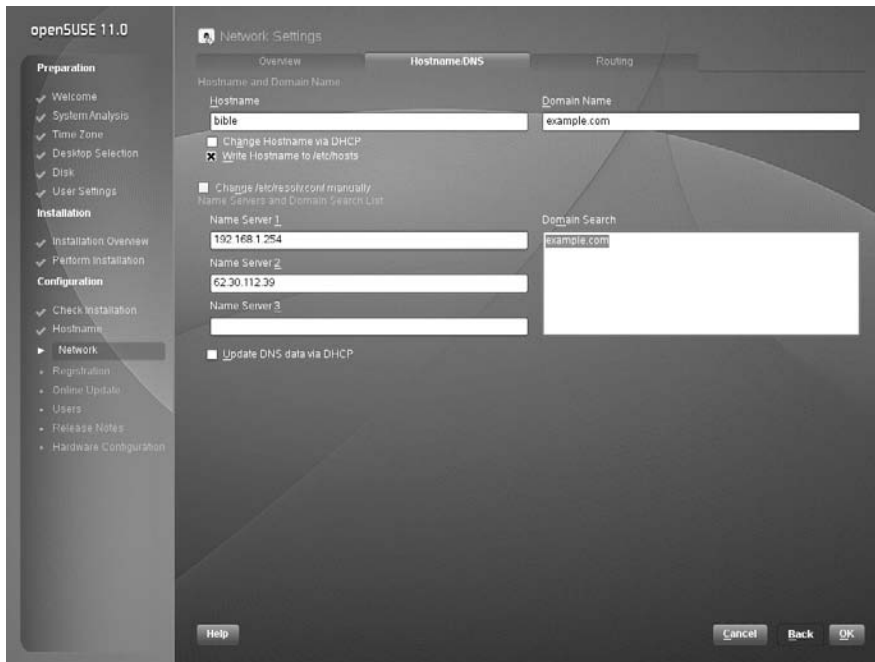 openSUSE 11.0
Preparation
Welcome
System Analysis
Time Zone
Desktop Selection
Disk
User Settings
Installation
Installation Overview
Perform Installation
Configuration
Check Installation
Hostname
Network
Registration
Online Update
Users
Release Notes
Hardware Configuration
Network Settings
Overview
Hostname/DNS
Routing
Hostname and Domain Name
Hostname
Domain Name
bible
example.com
Change Hostname via DHCP
Write Hostname to /etc/hosts
Change /etc/resolv.conf manually
Name Servers and Domain Search List
Name Server 1
Domain Search
192.168.1.254
example.com
Name Server 2
62.30.112.39
Name Server 3
Update DNS data via DHCP
Help
Cancel
Back
OK